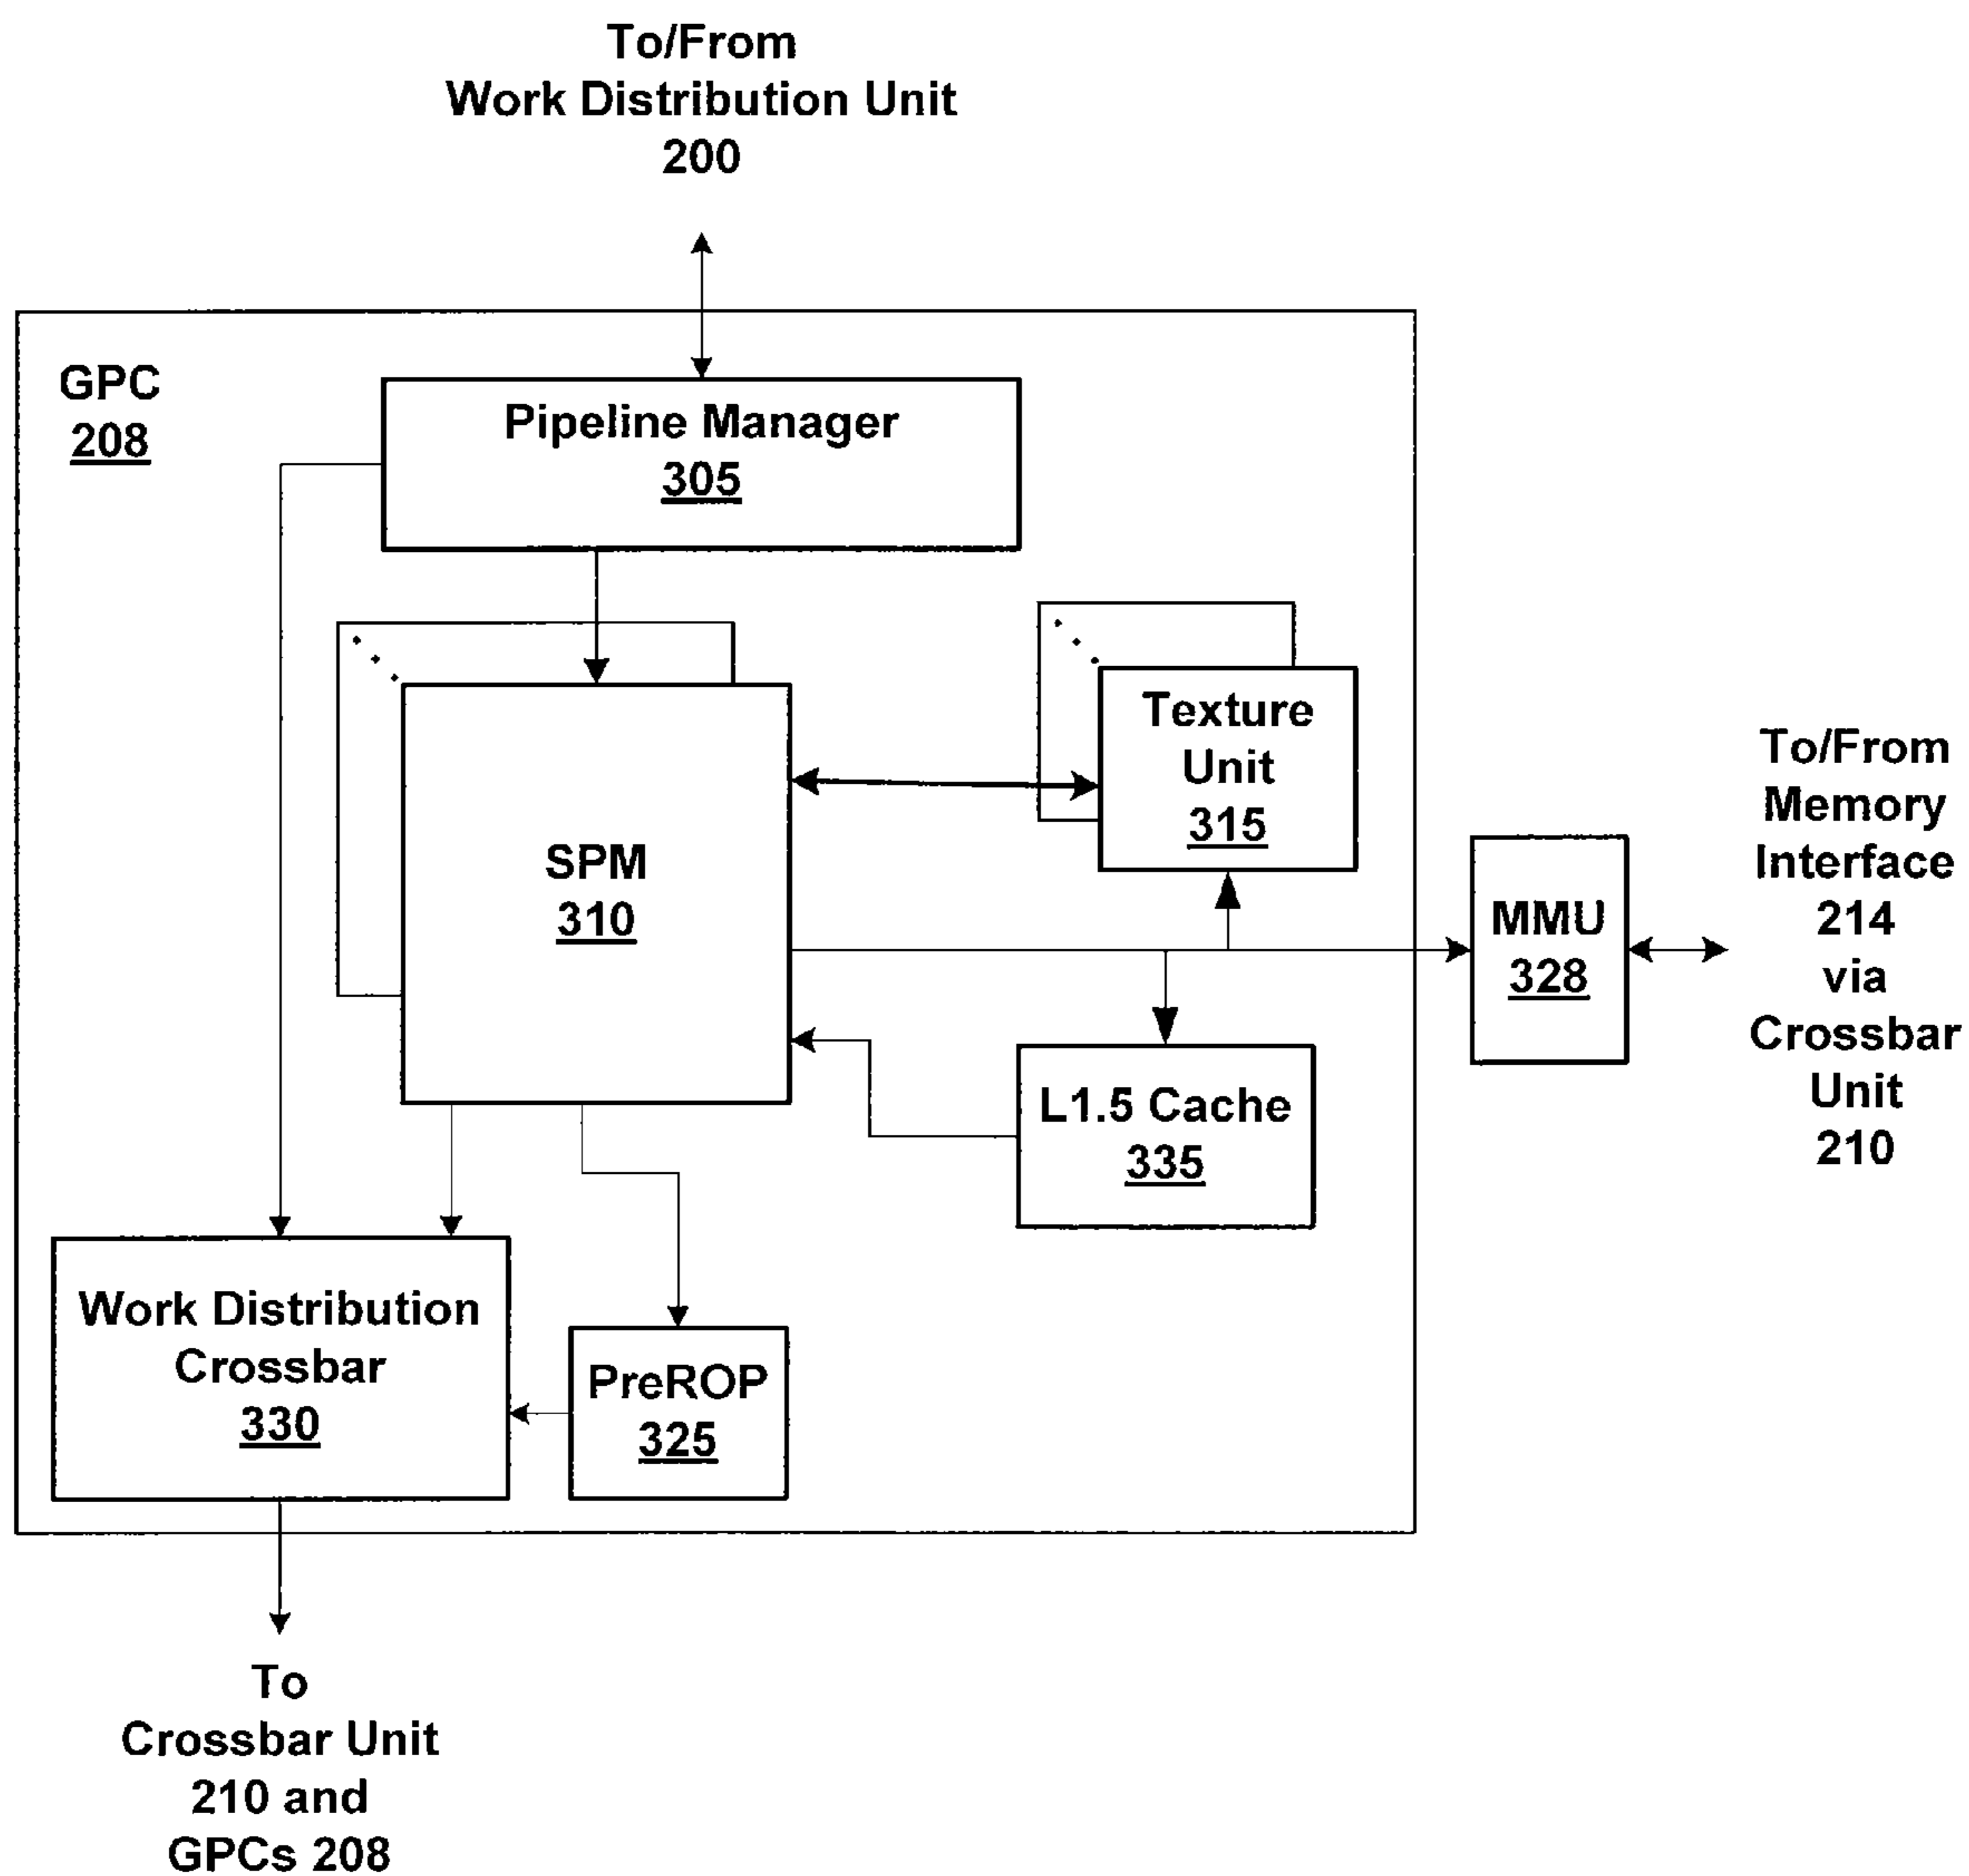 To/From
Work Distribution Unit
200
GPC
208
Pipeline Manager
305
Texture
Unit
315
SPM
310
MMU
328
To/From
Memory
Interface
214
via
Crossbar
Unit
210
L1.5 Cache
335
Work Distribution
Crossbar
330
PreROP
325
To
Crossbar Unit
210 and
GPCs 208